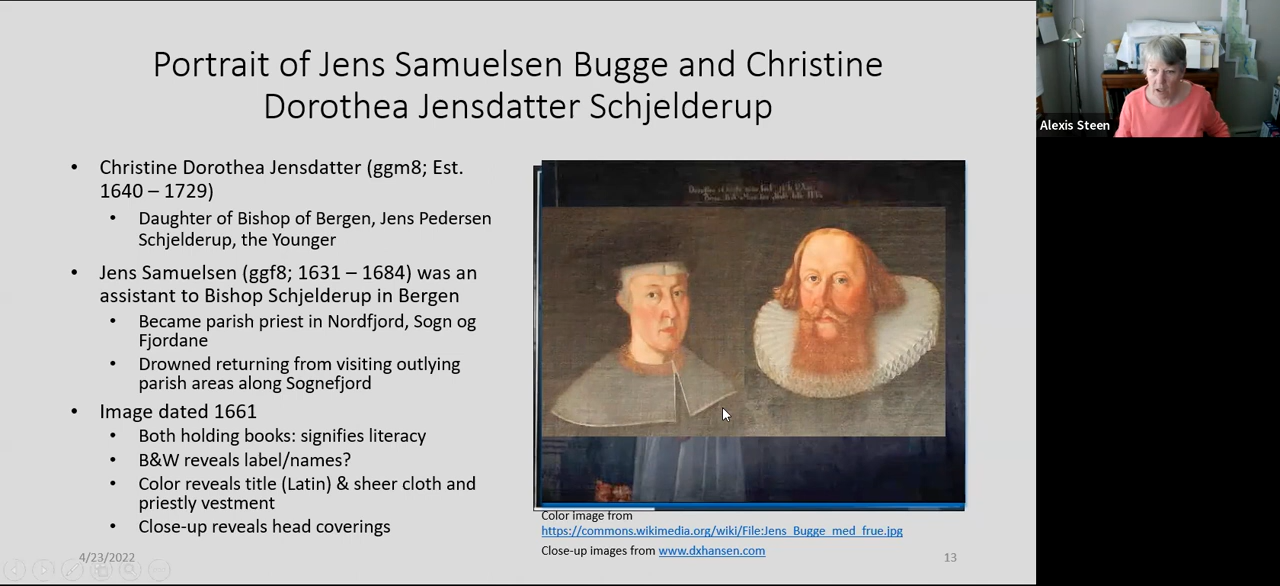 Portrait of Jens Samuelsen Bugge and Christine
Dorothea Jensdatter Schjelderup
Alexis Steen
• Christine Dorothea Jensdatter (ggm8; Est.
1640 – 1729)
• Daughter of Bishop of Bergen, Jens Pedersen
Schjelderup, the Younger
• Jens Samuelsen (ggf8; 1631 – 1684) was an
assistant to Bishop Schjelderup in Bergen
• Became parish priest in Nordfjord, Sogn og
Fjordane
• Drowned returning from visiting outlying
parish areas along Sognefjord
• Image dated 1661
• Both holding books: signifies literacy
• B&W reveals label/names?
• Color reveals title (Latin) & sheer cloth and
priestly vestment
• Close-up reveals head coverings
Color image from
https://commons.wikimedia.org/wiki/File:Jens_Bugge_med_frue.jpg
Close-up images from www.dxhansen.com
4/23/2022
13